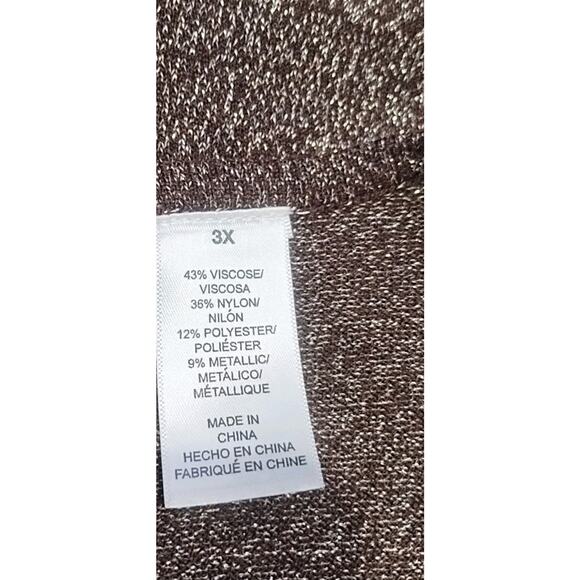 3X
43% VISCOSE/
VISCOSA
36% NYLON/
NILÓN
12% POLYESTER/
POLIÉSTER
9% METALLIC/
METÁLICO/
MÉTALLIQUE
MADE IN
CHINA
HECHO EN CHINA
FABRIQUÉ EN CHINE